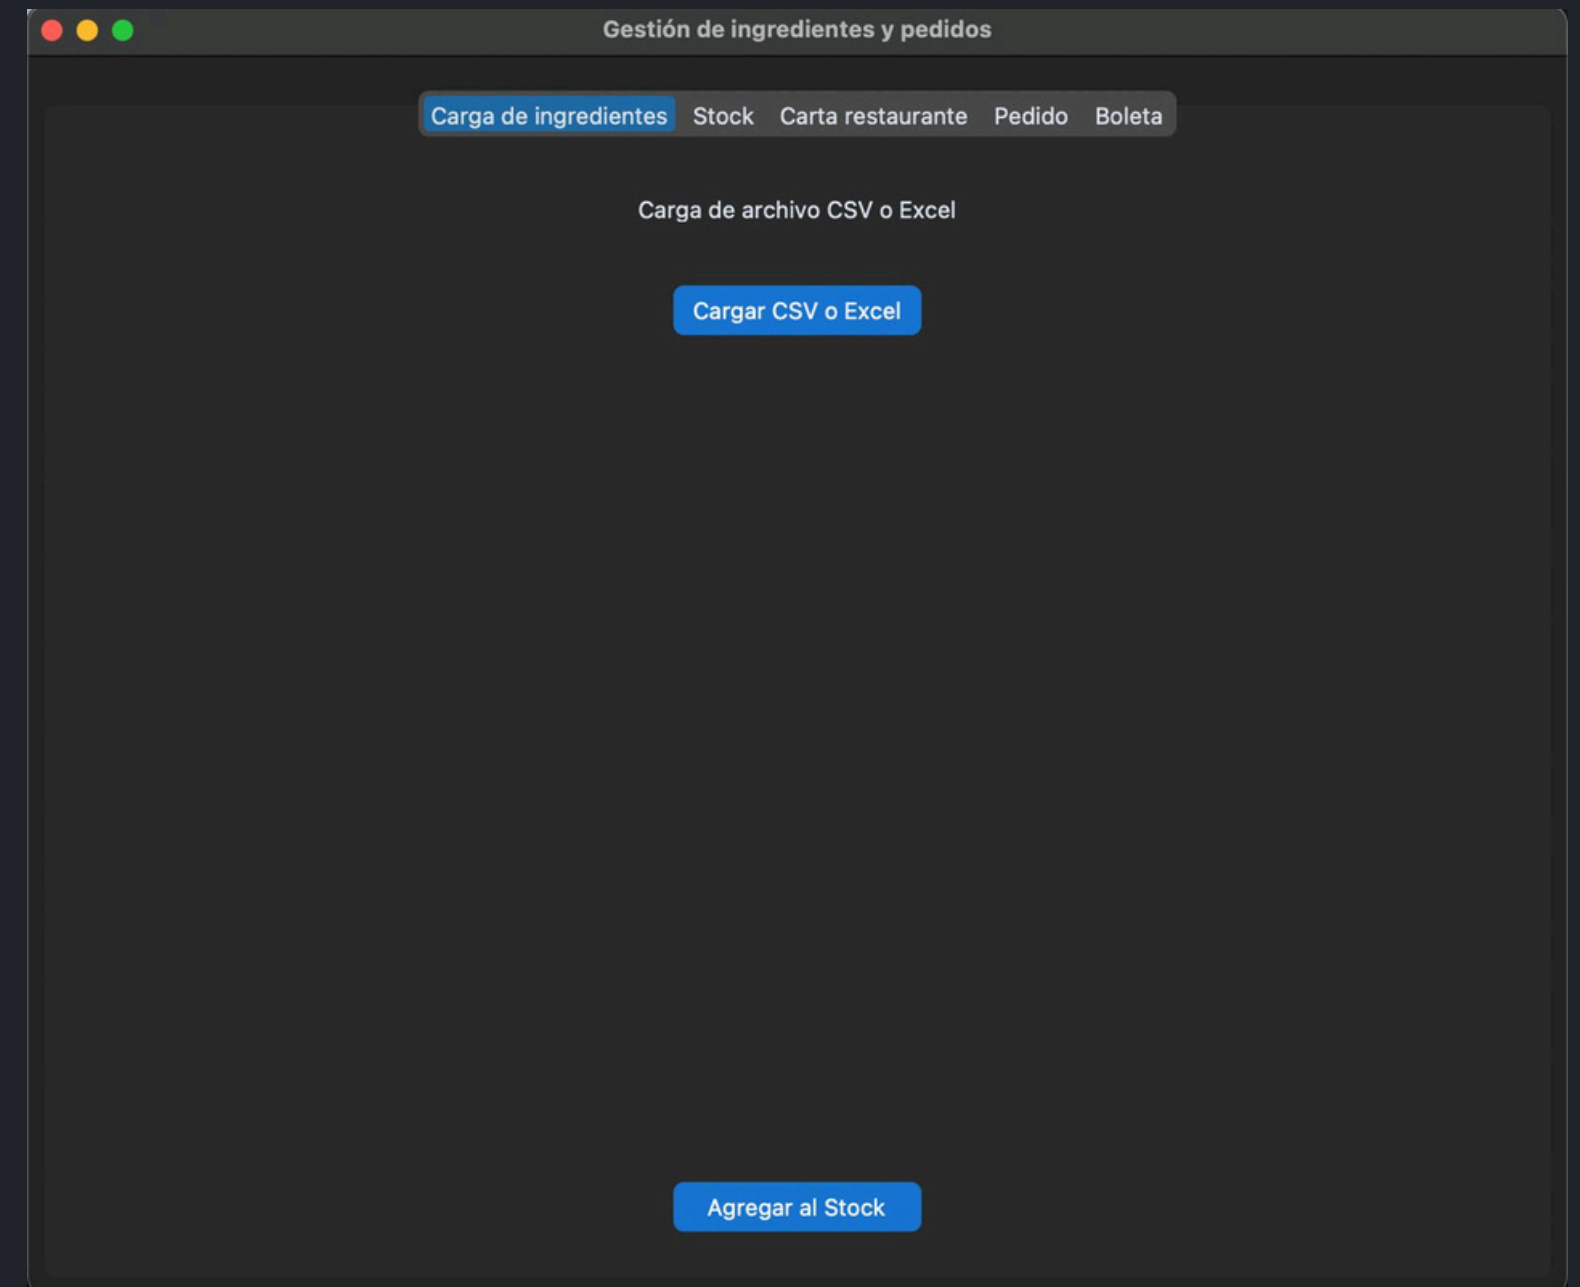 Gestión de ingredientes y pedidos
Carga de ingredientes Stock Carta restaurante Pedido Boleta
Carga de archivo CSV o Excel
Cargar CSV o Excel
Agregar al Stock